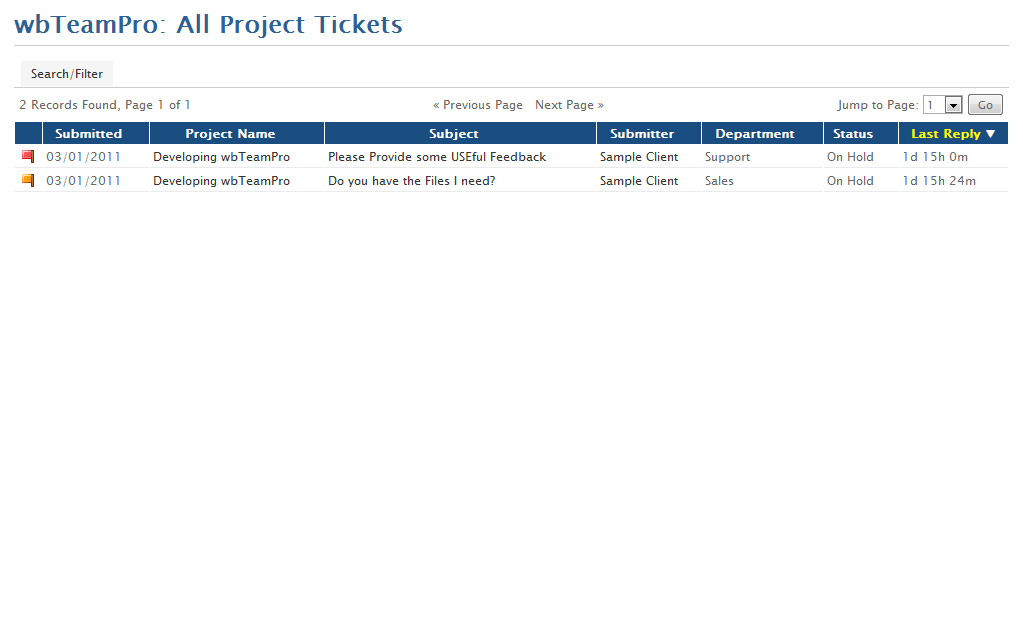 wbTeamPro: All Project Tickets
Search/Filter
2 Records Found, Page 1 of 1 « Previous Page Next Page » Jump to Page: 1 Go
Submitted Project Name Subject Submitter Department Status Last Reply ▼
03/01/2011 Developing wbTeamPro Please Provide some USEful Feedback Sample Client Support On Hold 1d 15h 0m
03/01/2011 Developing wbTeamPro Do you have the Files I need? Sample Client Sales On Hold 1d 15h 24m